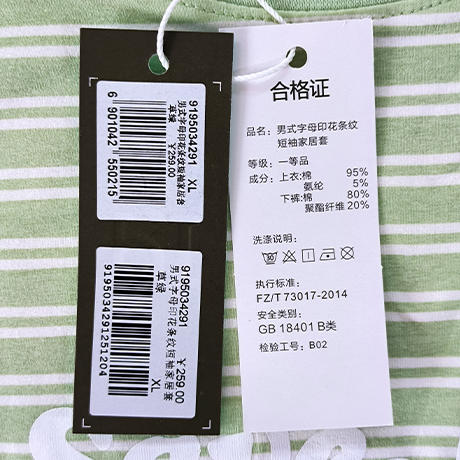 9195034291 XL
男式字母印花条纹短袖家居套
草绿 ￥259.00
6 901042 550215
9195034291
男式字母印花条纹短袖家居套
草绿 ￥259.00
XL
9195034291251204
合格证
品名：男式字母印花条纹
短袖家居套
等级：一等品
成分：上衣:棉 95%
氨纶 5%
下裤:棉 80%
聚酯纤维 20%
洗涤说明：
执行标准：
FZ/T 73017-2014
安全类别：
GB 18401 B类
检验工号：B02